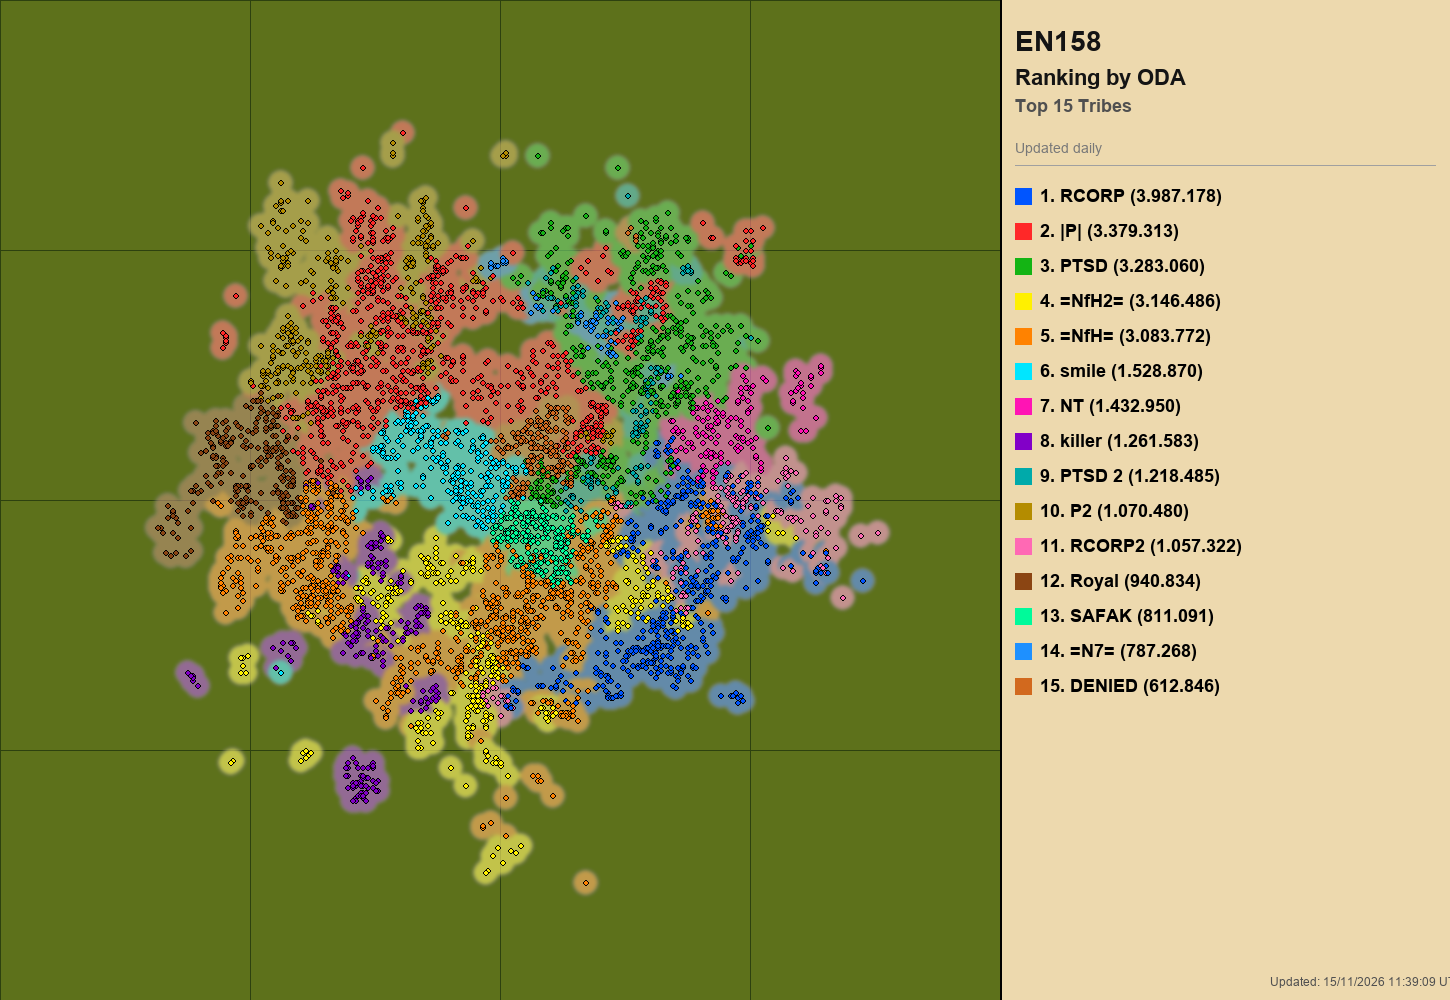 EN158
Ranking by ODA
Top 15 Tribes
Updated daily
1. RCORP (3.987.178)
2. |P| (3.379.313)
3. PTSD (3.283.060)
4. =NfH2= (3.146.486)
5. =NfH= (3.083.772)
6. smile (1.528.870)
7. NT (1.432.950)
8. killer (1.261.583)
9. PTSD 2 (1.218.485)
10. P2 (1.070.480)
11. RCORP2 (1.057.322)
12. Royal (940.834)
13. SAFAK (811.091)
14. =N7= (787.268)
15. DENIED (612.846)
Updated: 15/11/2026 11:39:09 U